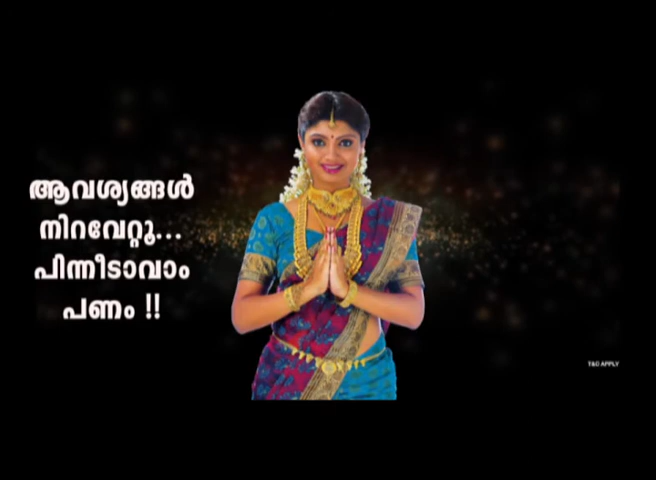 ആവശ്യങ്ങൾ
നിറവേറ്റൂ...
പിന്നീടാവാം
പണം !!
T&C APPLY